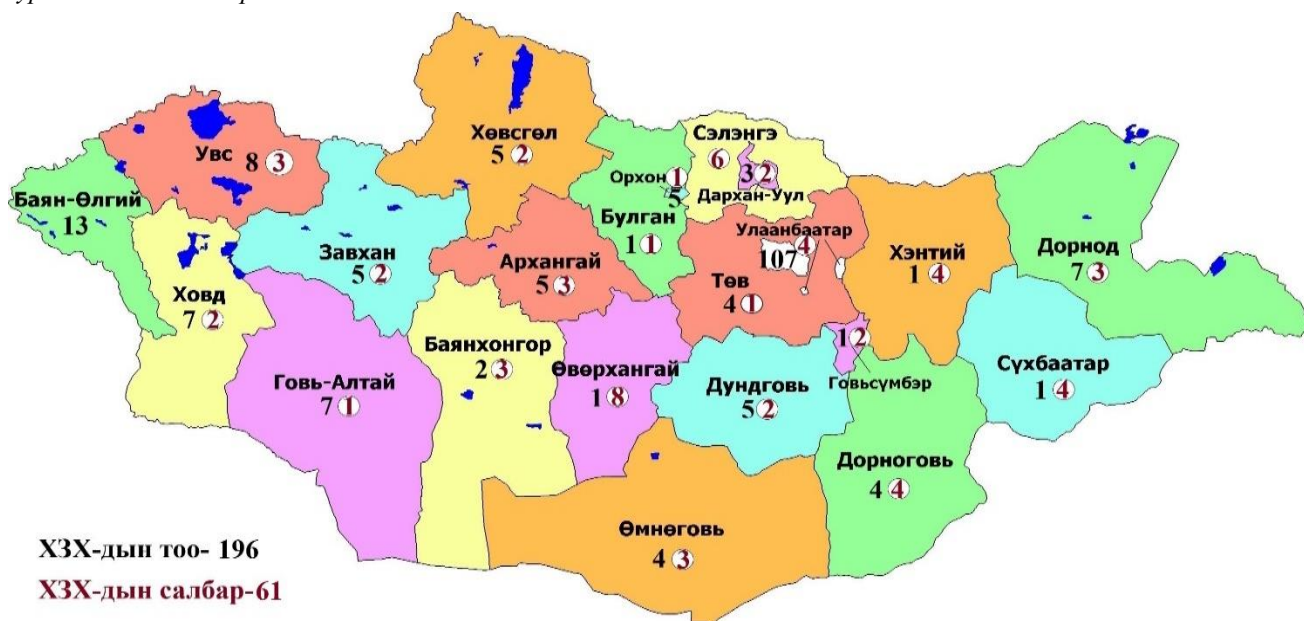 Хөвсгөл
5 2
Увс 8 3
Сэлэнгэ
6
3 2
Дархан-Уул
Орхон 1
5
Баян-Өлгий
13
Булган
1 1
Улаанбаатар
107 4
Завхан
5 2
Архангай
5 3
Төв
4 1
Хэнтий
1 4
Дорнод
7 3
Ховд
7 2
Баянхонгор
2 3
Говь-Алтай
7 1
Өвөрхангай
1 8
Дундговь
5 2
1 2
Говьсүмбэр
Сүхбаатар
1 4
Дорноговь
4 4
Өмнөговь
4 3
ХЗХ-дын тоо- 196
ХЗХ-дын салбар-61